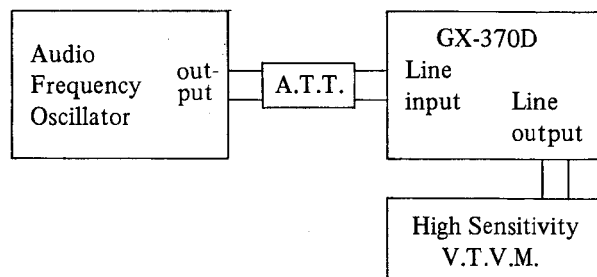 Audio
Frequency
Oscillator
out-
put
A.T.T.
GX-370D
Line
input
Line
output
High Sensitivity
V.T.V.M.